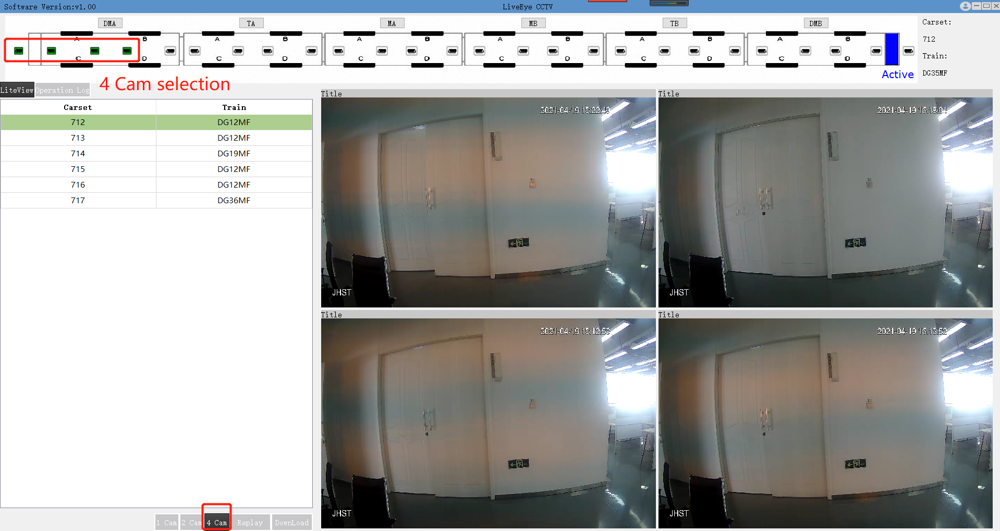 Software Version:v1.00
LiveEye CCTV
DMA
TA
MA
MB
TB
DMB
Carset:
712
Train:
DG35MF
A B A B A B A B A B A B
C D C D C D C D C D C D
Active
4 Cam selection
LiteView Operation Log
Carset Train
712 DG12MF
713 DG12MF
714 DG19MF
715 DG12MF
716 DG12MF
717 DG36MF
1 Cam 2 Cam 4 Cam Replay DownLoad
Title
2021-04-19 15:22:48
JHST
Title
2021-04-19 15:18:04
JHST
Title
2021-04-19 15:12:53
JHST
Title
2021-04-19 15:12:52
JHST